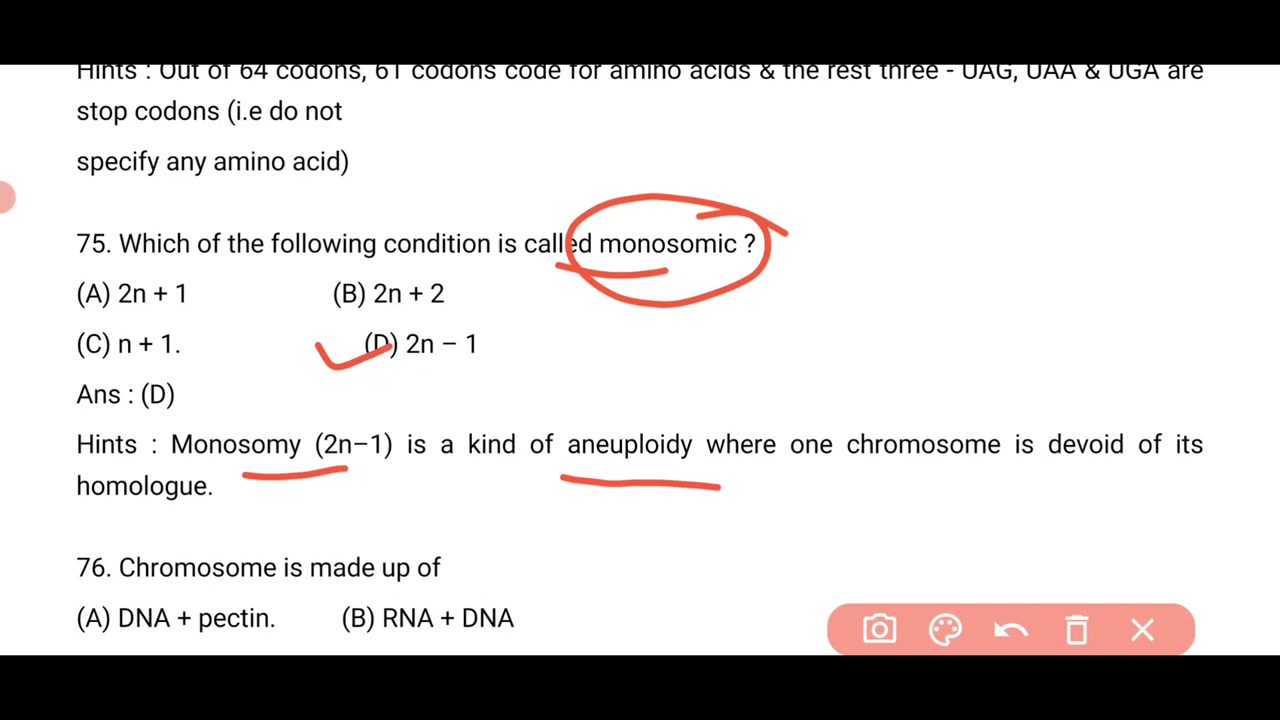 Hints : Out of 64 codons, 61 codons code for amino acids & the rest three - UAG, UAA & UGA are
stop codons (i.e do not
specify any amino acid)
75. Which of the following condition is called monosomic ?
(A) 2n + 1 (B) 2n + 2
(C) n + 1. (D) 2n – 1
Ans : (D)
Hints : Monosomy (2n–1) is a kind of aneuploidy where one chromosome is devoid of its
homologue.
76. Chromosome is made up of
(A) DNA + pectin. (B) RNA + DNA